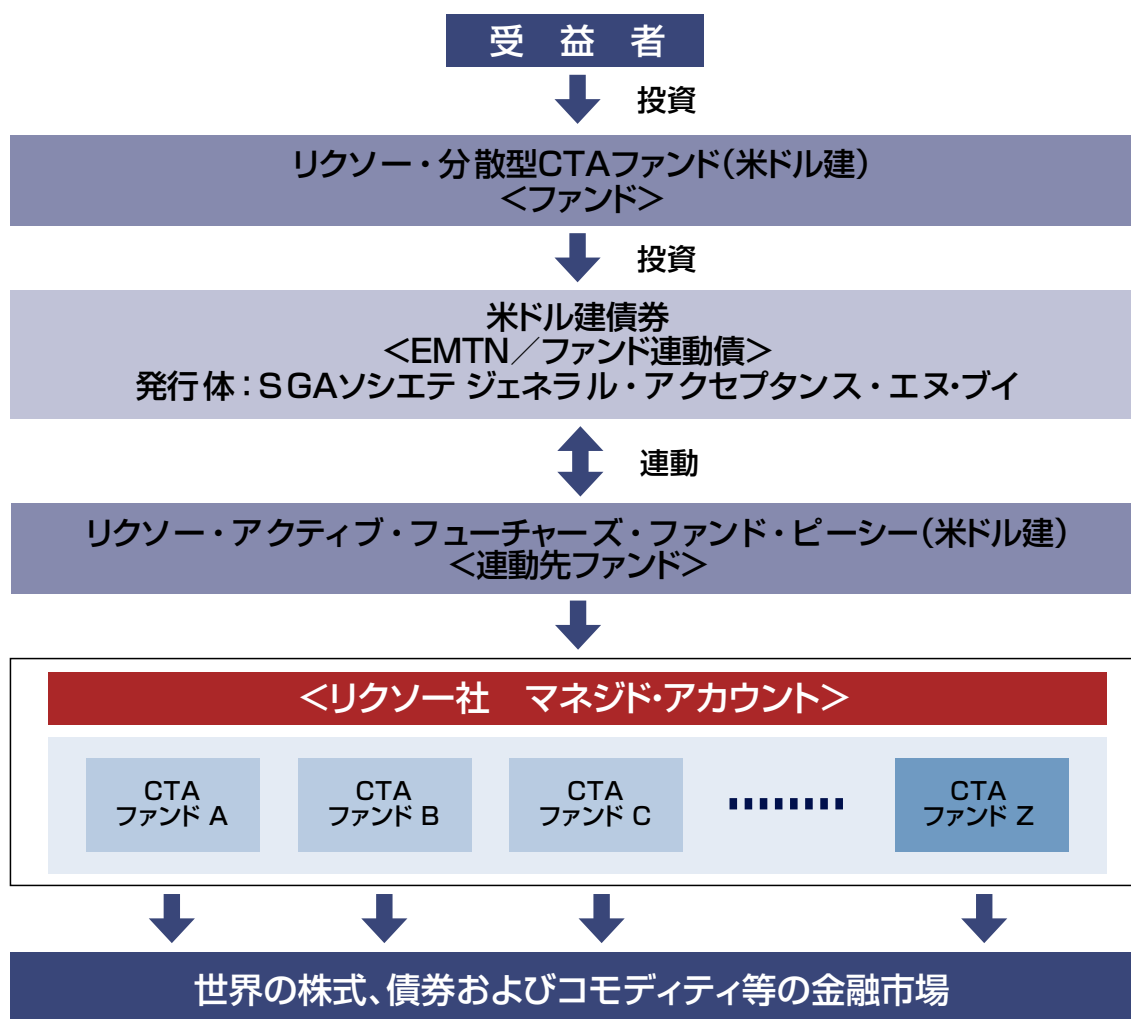 受 益 者
投資
リクソー・分散型CTAファンド(米ドル建)
<ファンド>
投資
米ドル建債券
<EMTN/ファンド連動債>
発行体:SGAソシエテ ジェネラル・アクセプタンス・エヌ・ブイ
連動
リクソー・アクティブ・フューチャーズ・ファンド・ピーシー(米ドル建)
<連動先ファンド>
<リクソー社 マネジド・アカウント>
CTA
ファンド A
CTA
ファンド B
CTA
ファンド C
CTA
ファンド Z
世界の株式、債券およびコモディティ等の金融市場